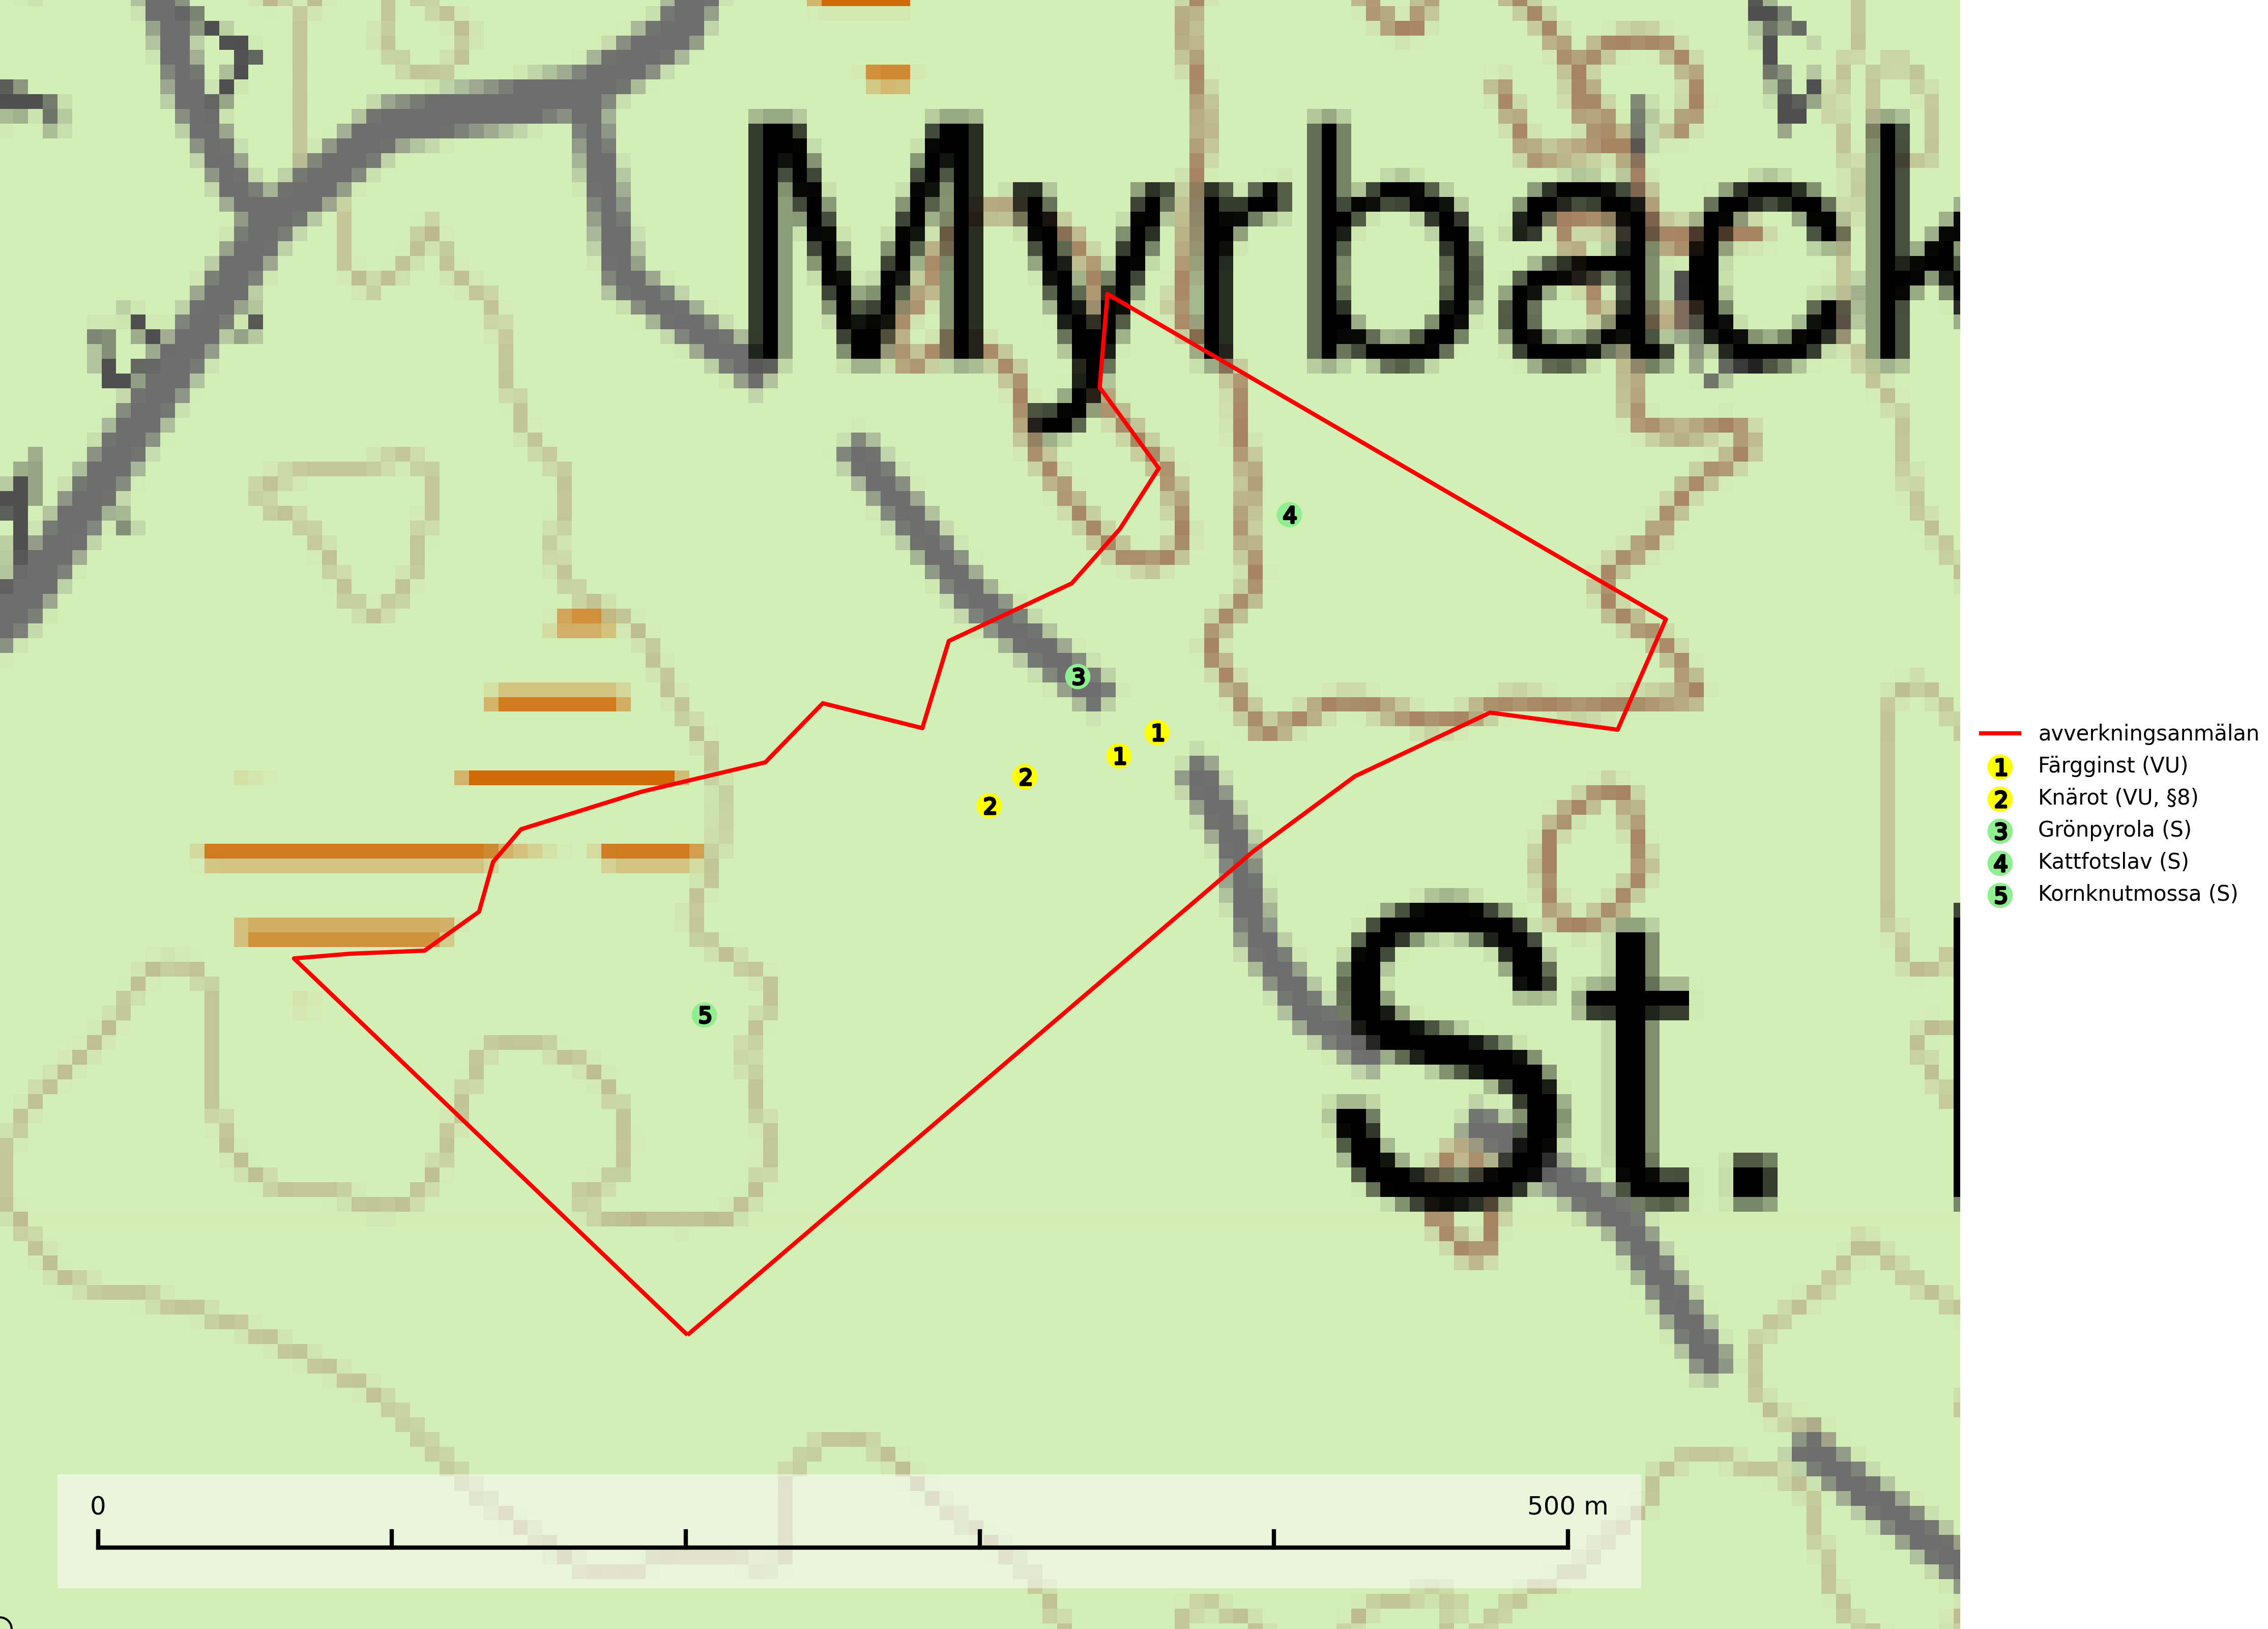 Myrback
4
3
1
1
2
2
5
St.
0 500 m
avverkningsanmälan
1 Färgginst (VU)
2 Knärot (VU, §8)
3 Grönpyrola (S)
4 Kattfotslav (S)
5 Kornknutmossa (S)